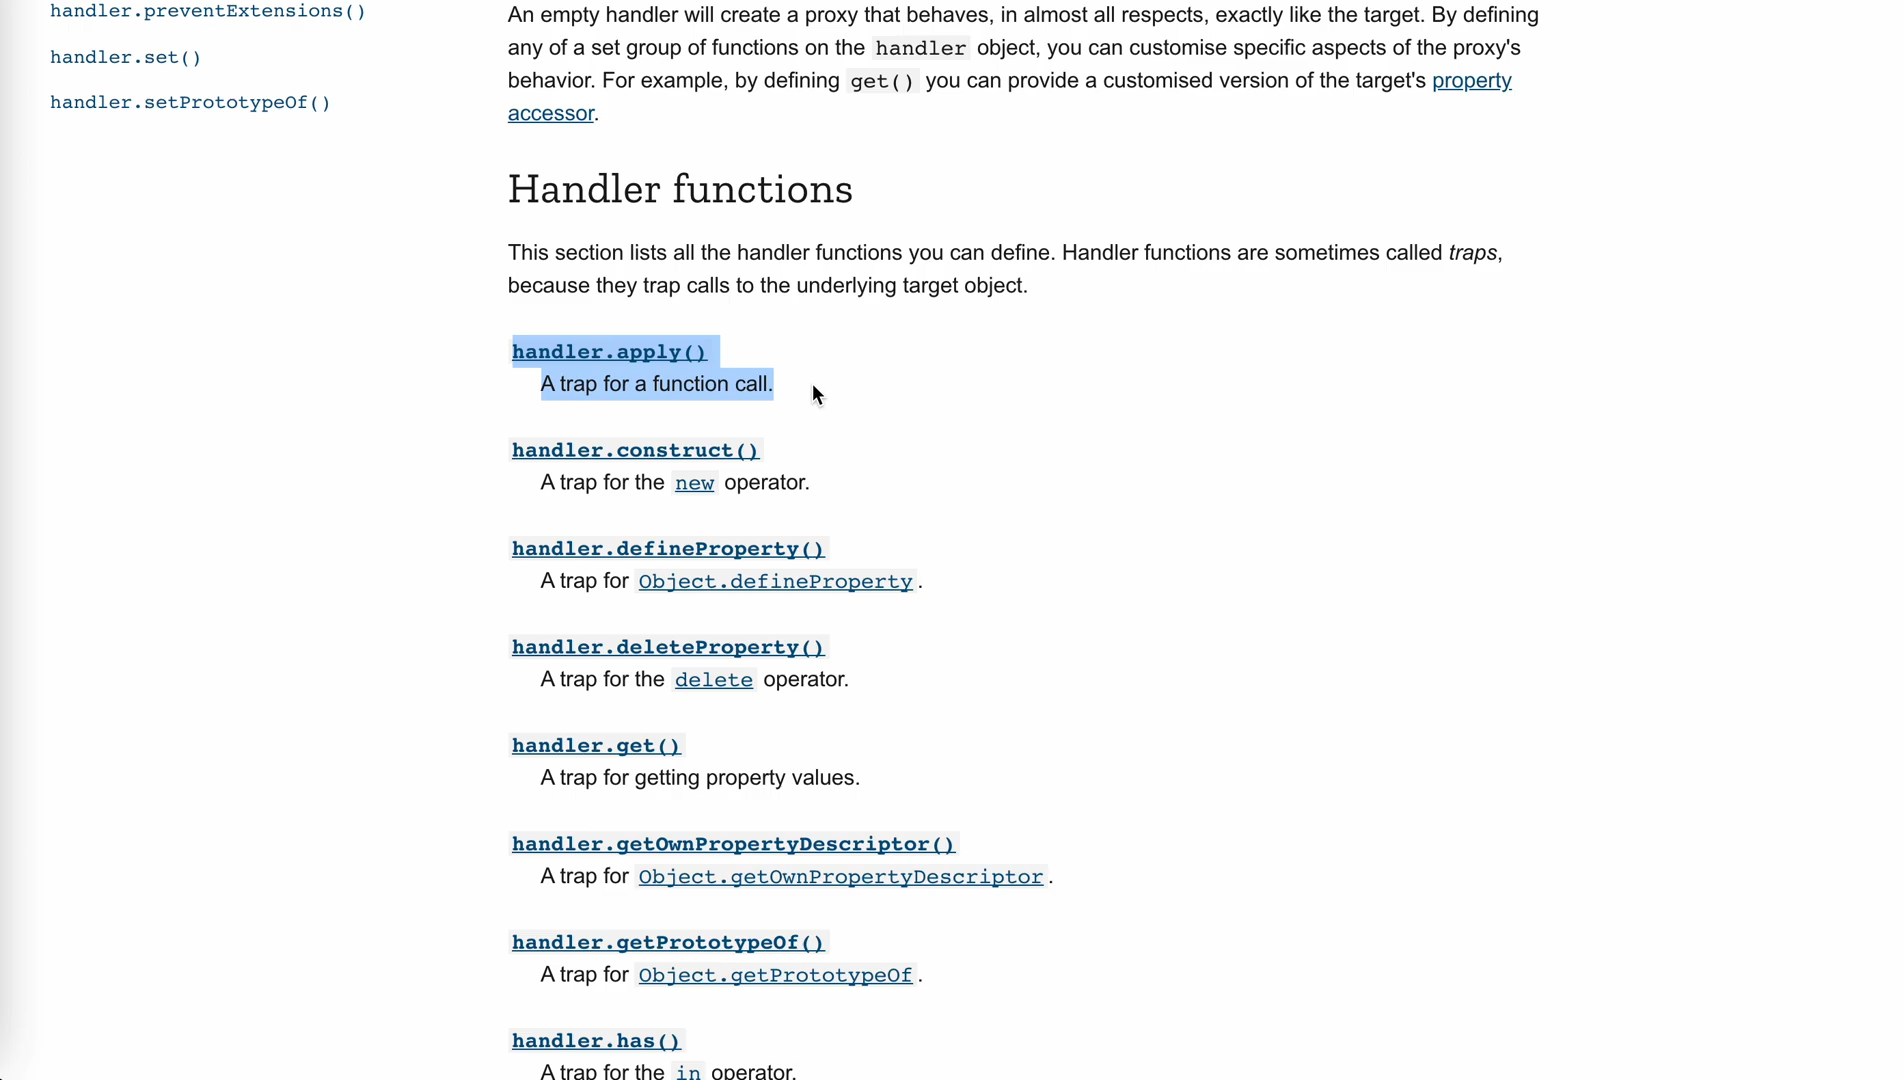 handler.preventExtensions()
handler.set()
handler.setPrototypeOf()
An empty handler will create a proxy that behaves, in almost all respects, exactly like the target. By defining
any of a set group of functions on the handler object, you can customise specific aspects of the proxy's
behavior. For example, by defining get() you can provide a customised version of the target's property
accessor.
Handler functions
This section lists all the handler functions you can define. Handler functions are sometimes called traps,
because they trap calls to the underlying target object.
handler.apply()
A trap for a function call.
handler.construct()
A trap for the new operator.
handler.defineProperty()
A trap for Object.defineProperty.
handler.deleteProperty()
A trap for the delete operator.
handler.get()
A trap for getting property values.
handler.getOwnPropertyDescriptor()
A trap for Object.getOwnPropertyDescriptor.
handler.getPrototypeOf()
A trap for Object.getPrototypeOf.
handler.has()
A trap for the in operator.